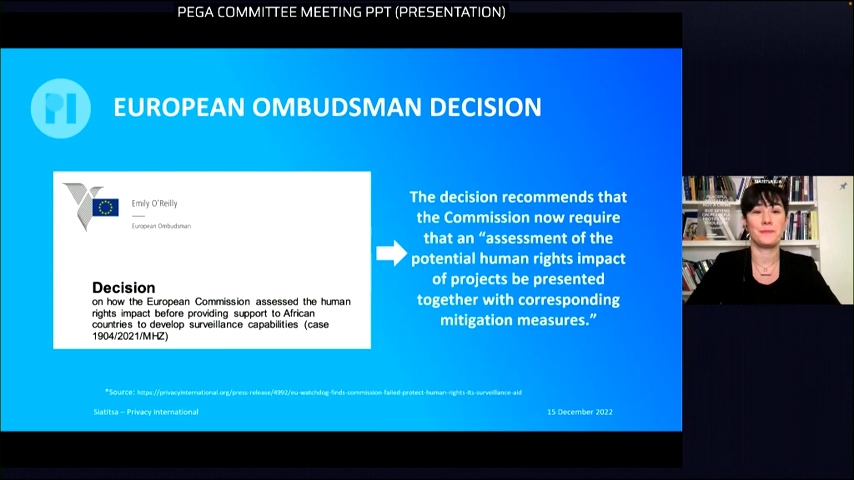 PEGA COMMITTEE MEETING PPT (PRESENTATION)
PI
EUROPEAN OMBUDSMAN DECISION
Emily O'Reilly
European Ombudsman
Decision
on how the European Commission assessed the human
rights impact before providing support to African
countries to develop surveillance capabilities (case
1904/2021/MHZ)
The decision recommends that
the Commission now require
that an “assessment of the
potential human rights impact
of projects be presented
together with corresponding
mitigation measures.”
*Source: https://privacyinternational.org/press-release/4992/eu-watchdog-finds-commission-failed-protect-human-rights-its-surveillance-aid
Siatitsa – Privacy International
15 December 2022